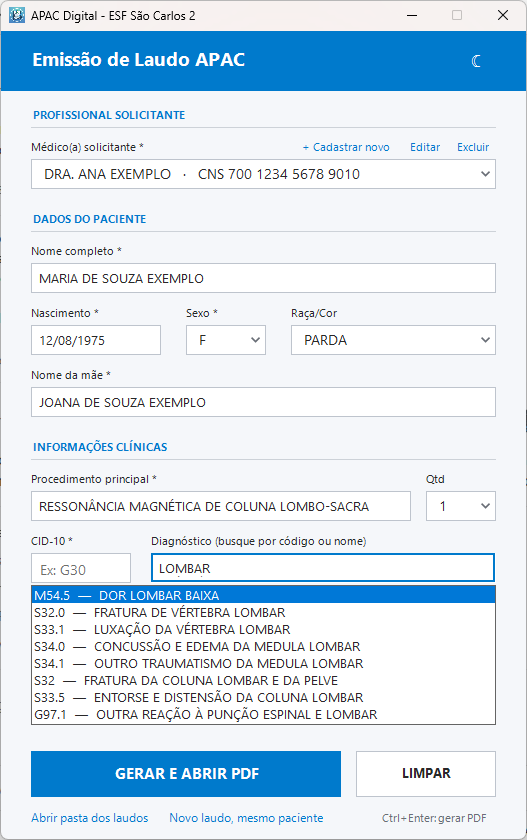 APAC Digital - ESF São Carlos 2
Emissão de Laudo APAC
PROFISSIONAL SOLICITANTE
Médico(a) solicitante * + Cadastrar novo Editar Excluir
DRA. ANA EXEMPLO · CNS 700 1234 5678 9010
DADOS DO PACIENTE
Nome completo *
MARIA DE SOUZA EXEMPLO
Nascimento * Sexo * Raça/Cor
12/08/1975 F PARDA
Nome da mãe *
JOANA DE SOUZA EXEMPLO
INFORMAÇÕES CLÍNICAS
Procedimento principal * Qtd
RESSONÂNCIA MAGNÉTICA DE COLUNA LOMBO-SACRA 1
CID-10 * Diagnóstico (busque por código ou nome)
Ex: G30 LOMBAR
M54.5 — DOR LOMBAR BAIXA
S32.0 — FRATURA DE VÉRTEBRA LOMBAR
S33.1 — LUXAÇÃO DA VÉRTEBRA LOMBAR
S34.0 — CONCUSSÃO E EDEMA DA MEDULA LOMBAR
S34.1 — OUTRO TRAUMATISMO DA MEDULA LOMBAR
S32 — FRATURA DA COLUNA LOMBAR E DA PELVE
S33.5 — ENTORSE E DISTENSÃO DA COLUNA LOMBAR
G97.1 — OUTRA REAÇÃO À PUNÇÃO ESPINAL E LOMBAR
GERAR E ABRIR PDF LIMPAR
Abrir pasta dos laudos Novo laudo, mesmo paciente Ctrl+Enter: gerar PDF